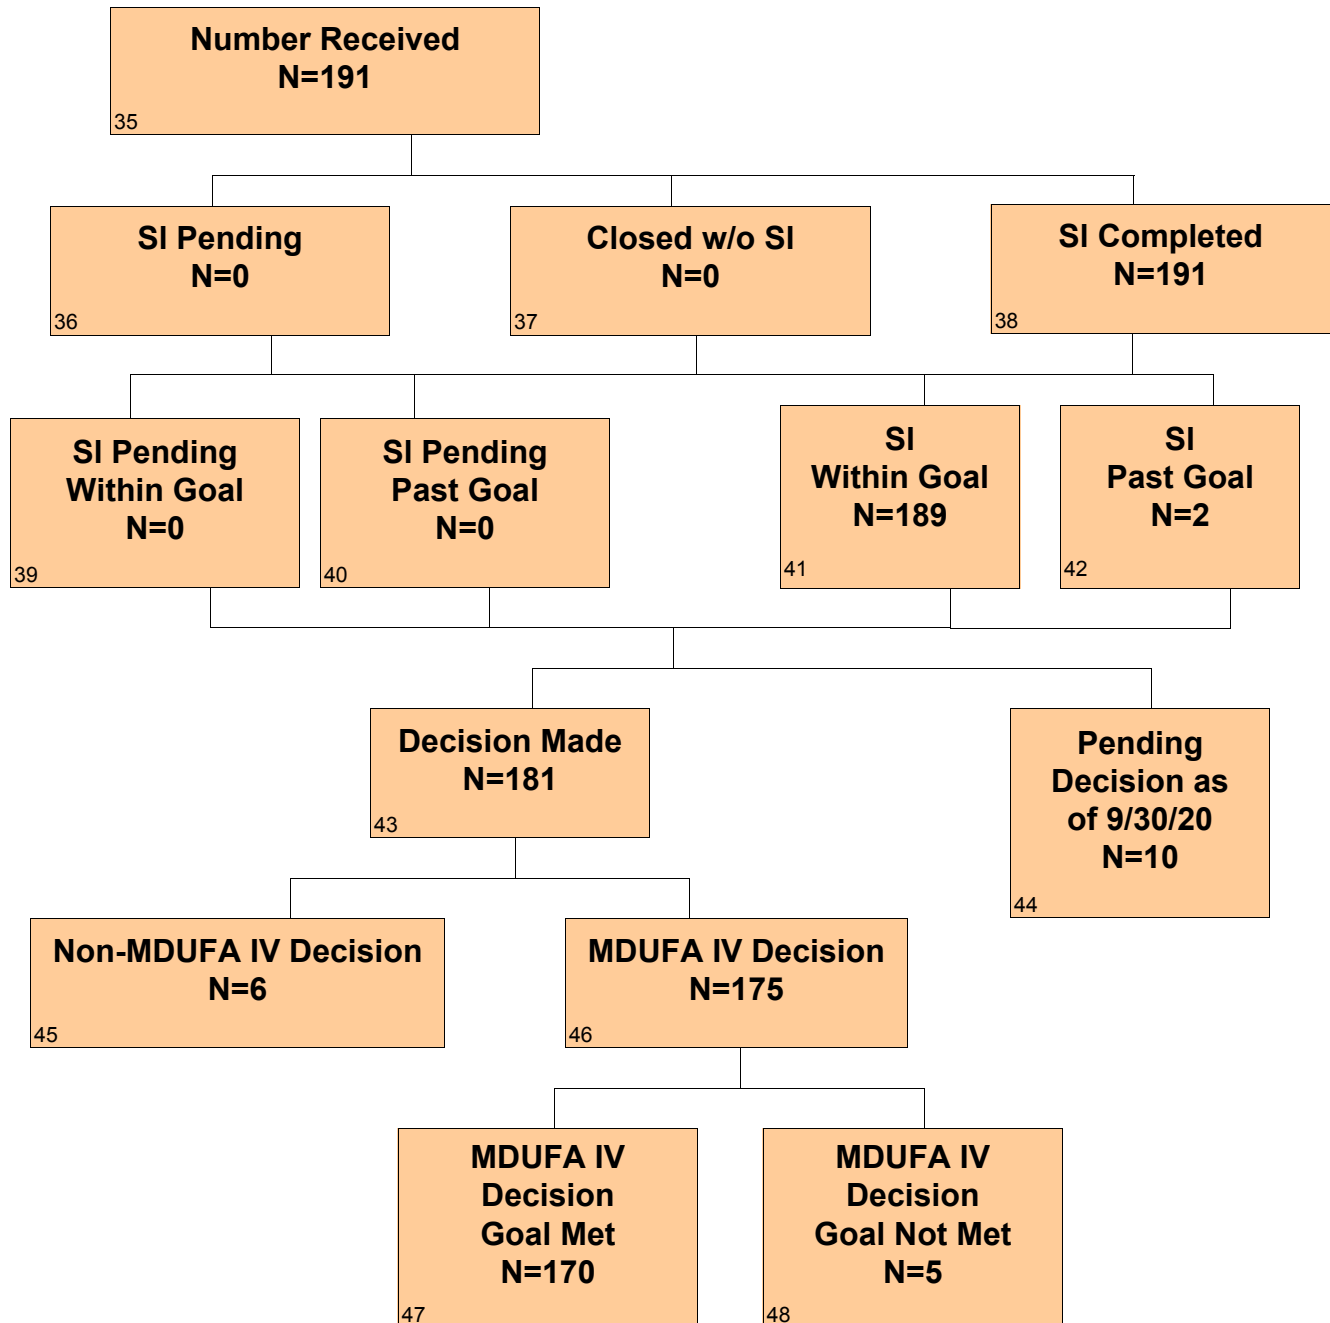 Number Received
N=191
35
SI Pending
N=0
36
Closed w/o SI
N=0
37
SI Completed
N=191
38
SI Pending
Within Goal
N=0
39
SI Pending
Past Goal
N=0
40
SI
Within Goal
N=189
41
SI
Past Goal
N=2
42
Decision Made
N=181
43
Pending
Decision as
of 9/30/20
N=10
44
Non-MDUFA IV Decision
N=6
45
MDUFA IV Decision
N=175
46
MDUFA IV
Decision
Goal Met
N=170
47
MDUFA IV
Decision
Goal Not Met
N=5
48